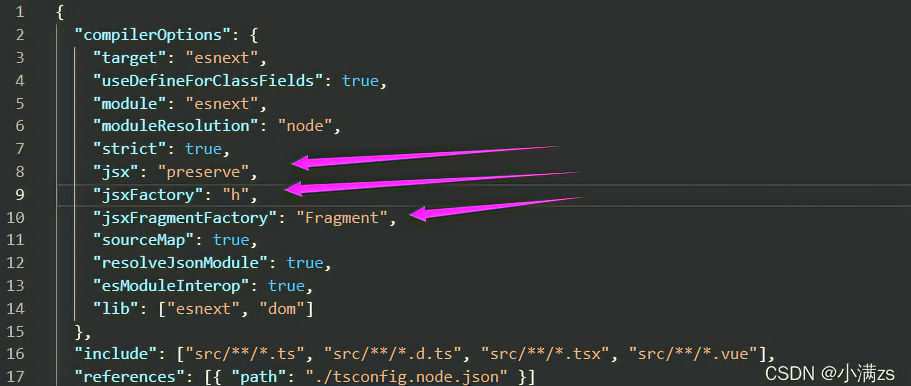 1 {
2 "compilerOptions": {
3 "target": "esnext",
4 "useDefineForClassFields": true,
5 "module": "esnext",
6 "moduleResolution": "node",
7 "strict": true,
8 "jsx": "preserve",
9 "jsxFactory": "h",
10 "jsxFragmentFactory": "Fragment",
11 "sourceMap": true,
12 "resolveJsonModule": true,
13 "esModuleInterop": true,
14 "lib": ["esnext", "dom"]
15 },
16 "include": ["src/**/*.ts", "src/**/*.d.ts", "src/**/*.tsx", "src/**/*.vue"],
17 "references": [{ "path": "./tsconfig.node.json" }]
CSDN @小满zs